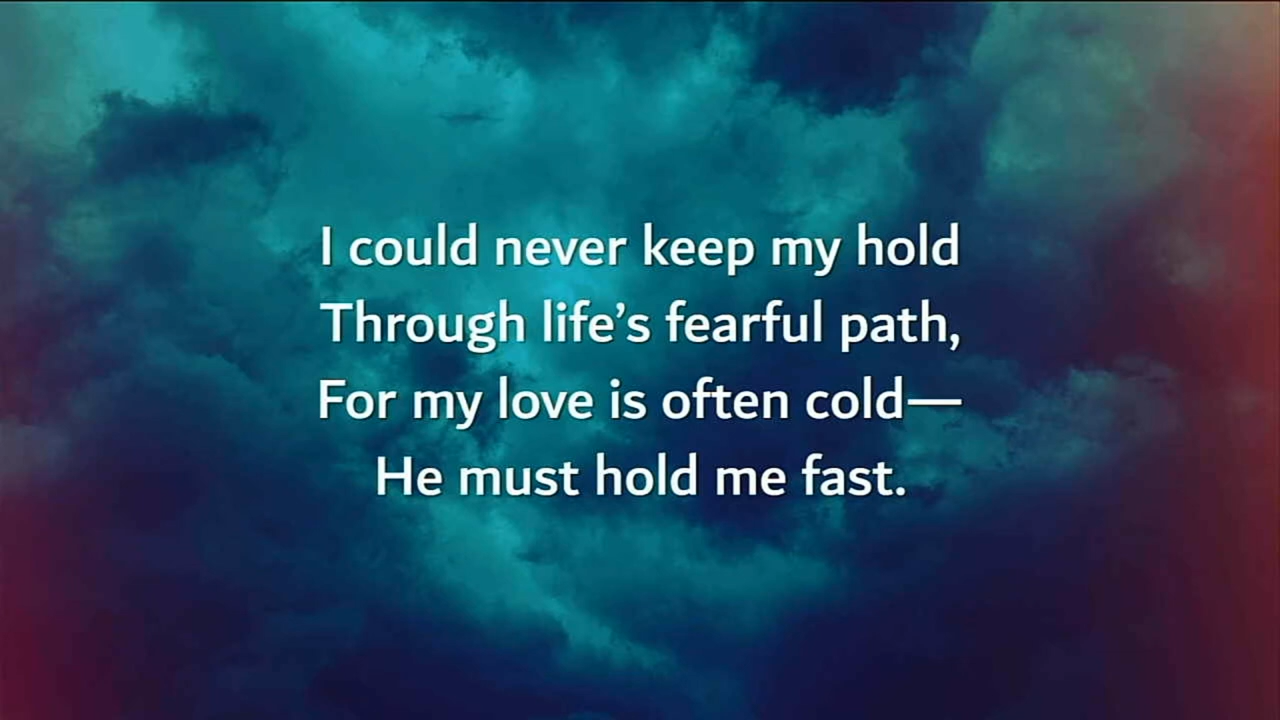 I could never keep my hold
Through life’s fearful path,
For my love is often cold—
He must hold me fast.